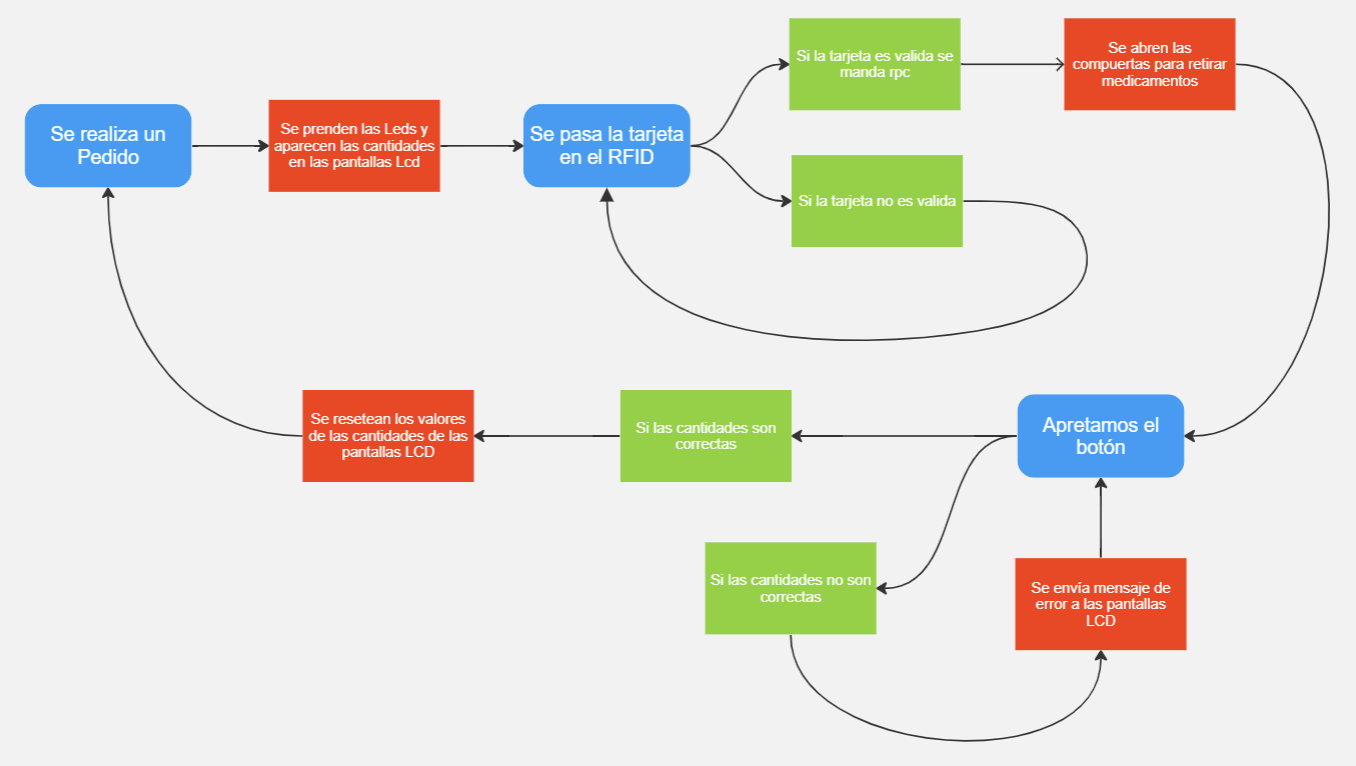 Se realiza un
Pedido
Se prenden las Leds y
aparecen las cantidades
en las pantallas Lcd
Se pasa la tarjeta
en el RFID
Si la tarjeta es valida se
manda rpc
Se abren las
compuertas para retirar
medicamentos
Si la tarjeta no es valida
Apretamos el
botón
Si las cantidades son
correctas
Se resetean los valores
de las cantidades de las
pantallas LCD
Si las cantidades no son
correctas
Se envía mensaje de
error a las pantallas
LCD